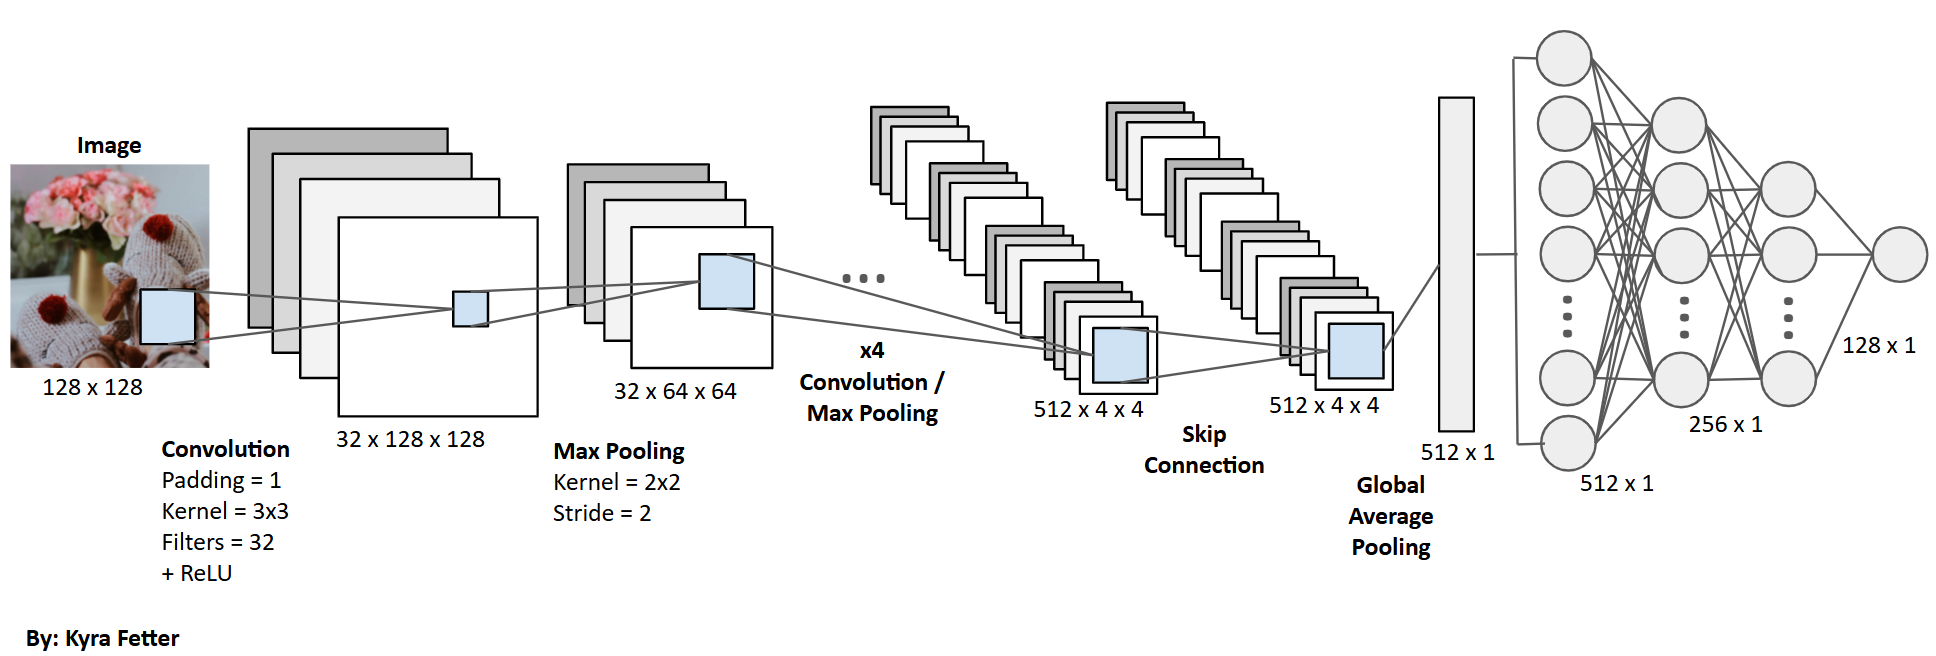 Image
128 x 128
Convolution
Padding = 1
Kernel = 3x3
Filters = 32
+ ReLU
32 x 128 x 128
32 x 64 x 64
Max Pooling
Kernel = 2x2
Stride = 2
x4
Convolution /
Max Pooling
512 x 4 x 4
Skip
Connection
512 x 4 x 4
Global
Average
Pooling
512 x 1
512 x 1
256 x 1
128 x 1
By: Kyra Fetter